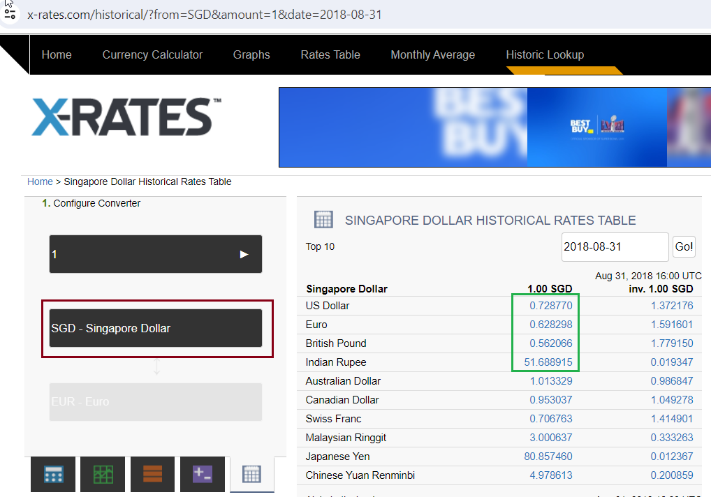 x-rates.com/historical/?from=SGD&amount=1&date=2018-08-31
Home Currency Calculator Graphs Rates Table Monthly Average Historic Lookup
X-RATES™
BEST BUY
BEST
BUY
Home > Singapore Dollar Historical Rates Table
1. Configure Converter
1
SGD - Singapore Dollar
EUR - Euro
SINGAPORE DOLLAR HISTORICAL RATES TABLE
Top 10 2018-08-31 Go!
Aug 31, 2018 16:00 UTC
Singapore Dollar 1.00 SGD inv. 1.00 SGD
US Dollar 0.728770 1.372176
Euro 0.628298 1.591601
British Pound 0.562066 1.779150
Indian Rupee 51.688915 0.019347
Australian Dollar 1.013329 0.986847
Canadian Dollar 0.953037 1.049278
Swiss Franc 0.706763 1.414901
Malaysian Ringgit 3.000637 0.333263
Japanese Yen 80.857460 0.012367
Chinese Yuan Renminbi 4.978613 0.200859